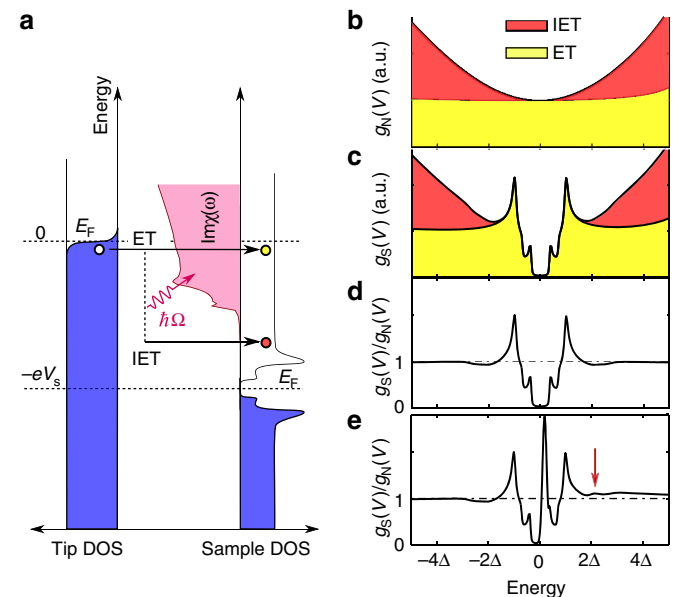 a
Energy
0
E_F
ET
Imχ(ω)
ħΩ
IET
−eV_s
E_F
Tip DOS
Sample DOS
b
IET
ET
g_N(V) (a.u.)
c
g_S(V) (a.u.)
d
g_S(V)/g_N(V)
1
0
e
g_S(V)/g_N(V)
1
0
−4Δ −2Δ 0 2Δ 4Δ
Energy